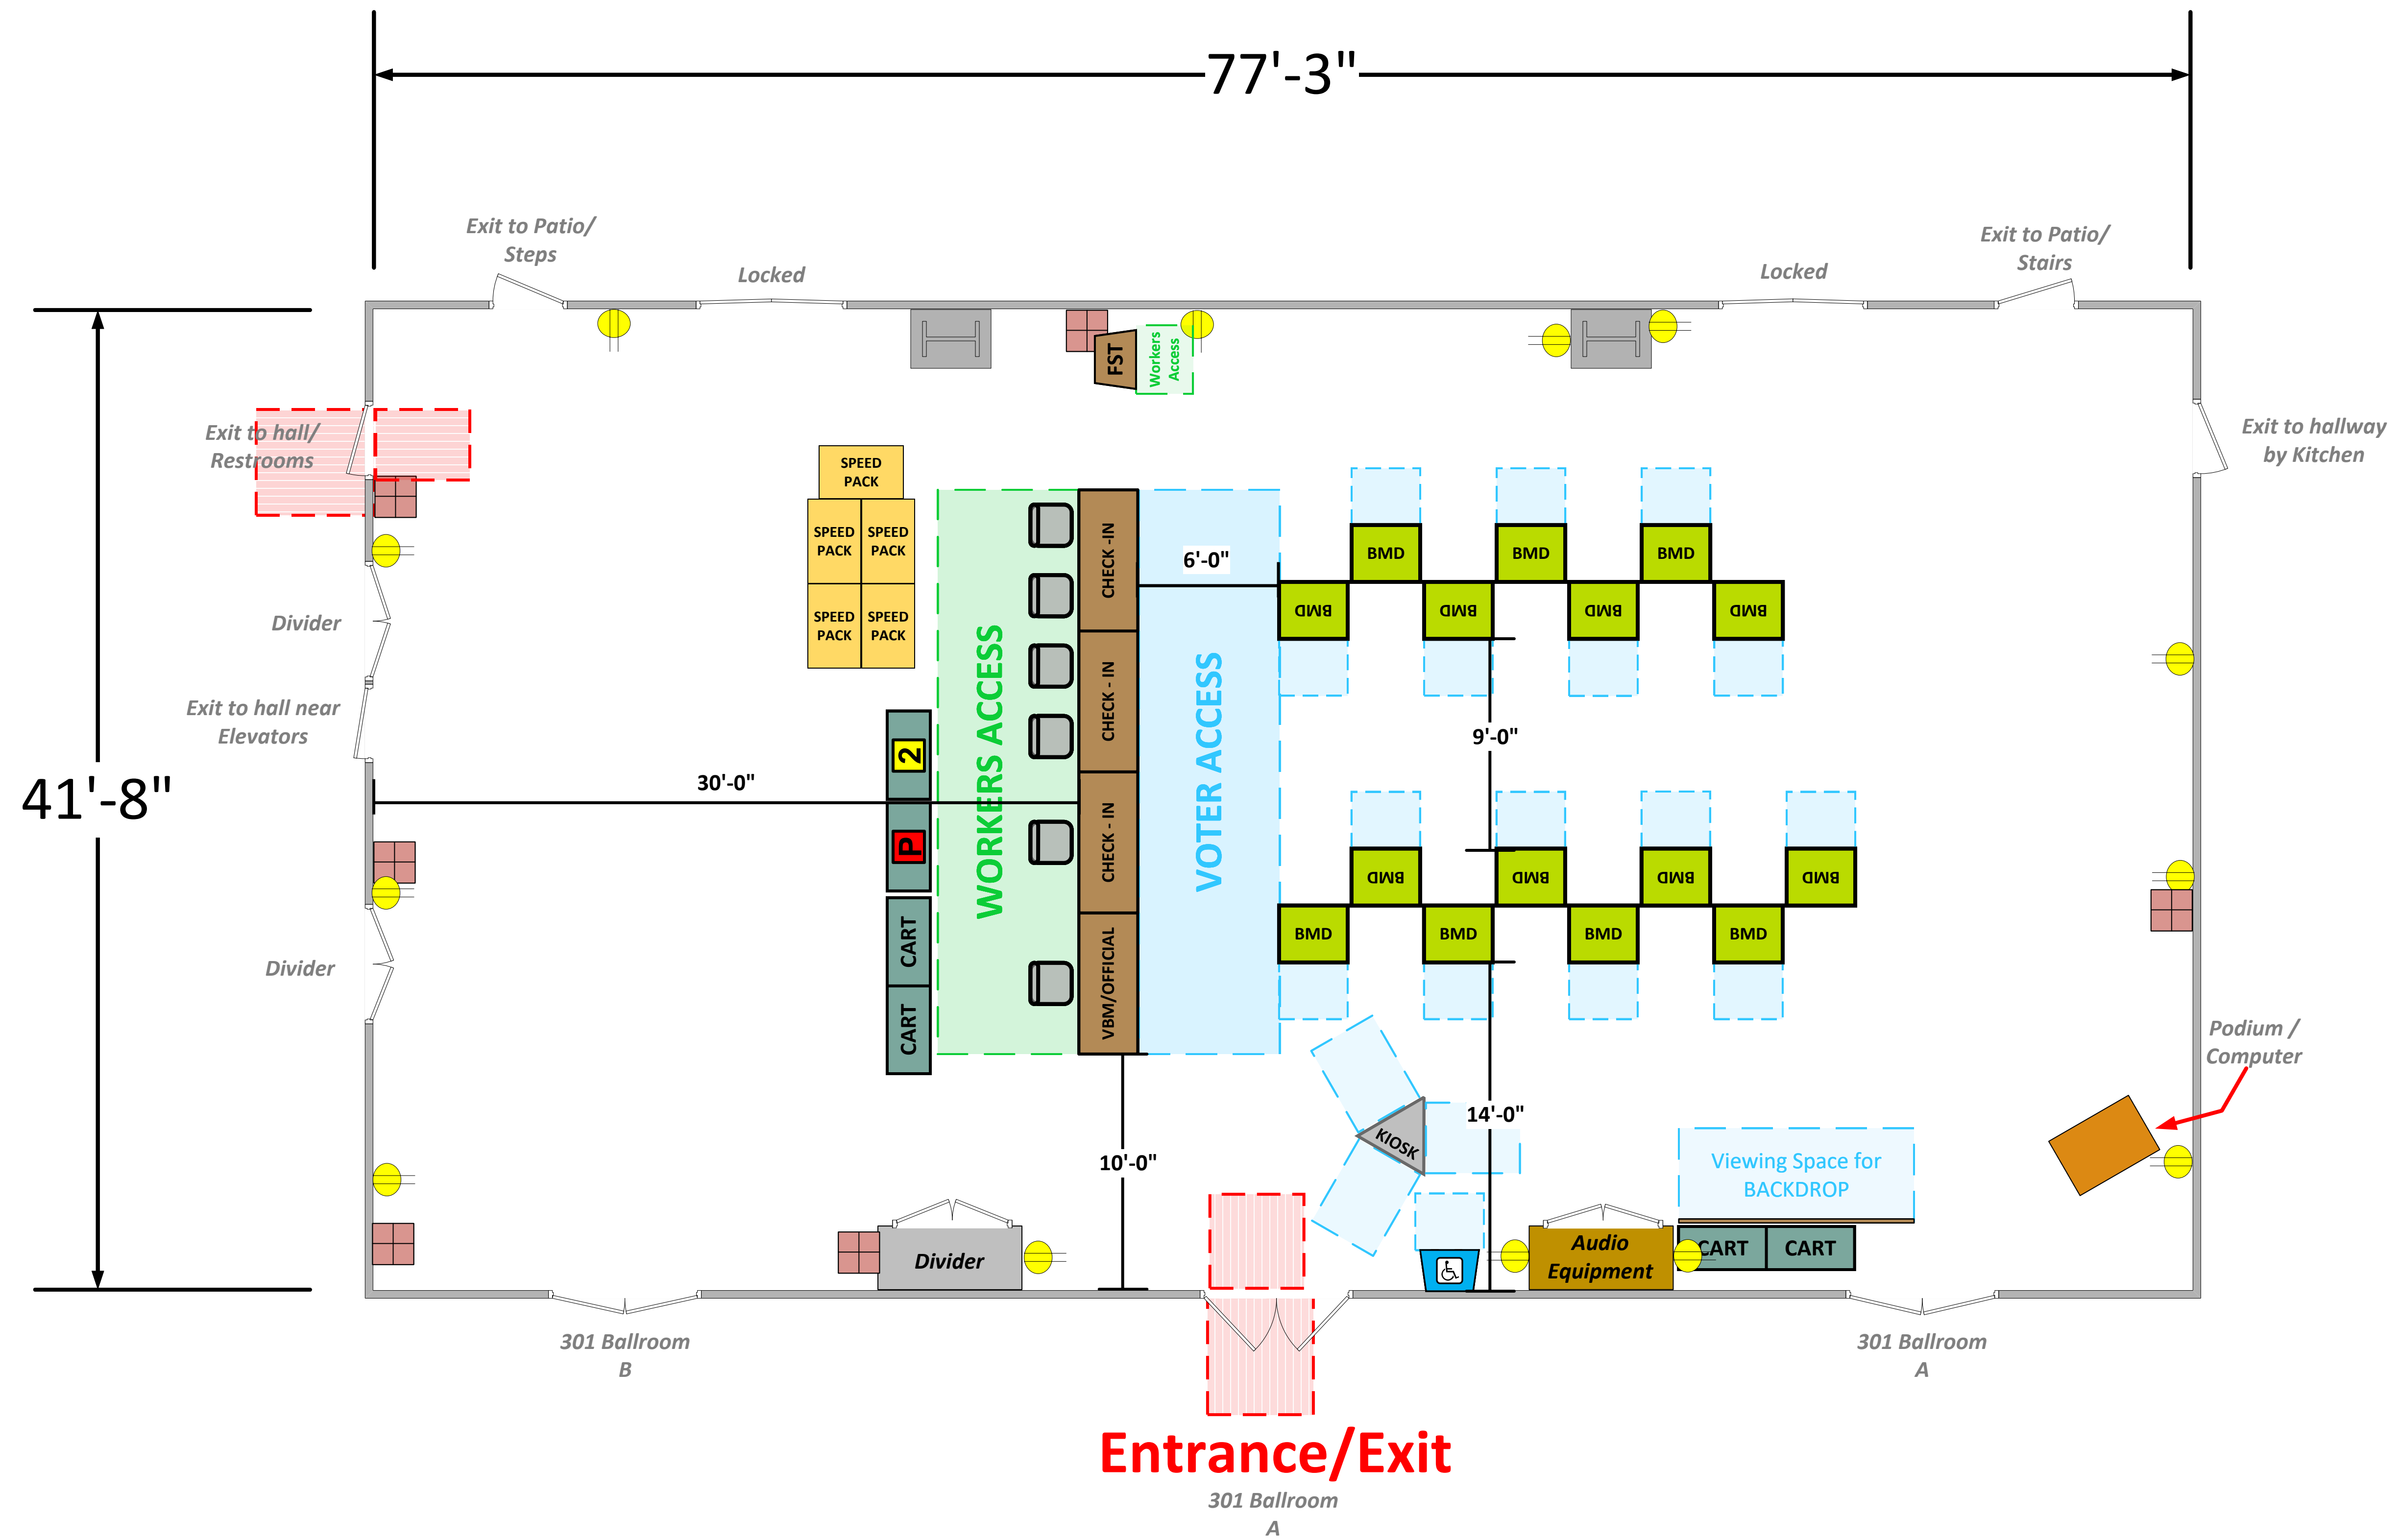 77'-3"
Exit to Patio/
Steps
Locked
Locked
Exit to Patio/
Stairs
41'-8"
Exit to hall/
Restrooms
Divider
Exit to hall near
Elevators
Divider
FST
Workers
Access
Exit to hallway
by Kitchen
SPEED
PACK
SPEED
PACK
SPEED
PACK
SPEED
PACK
SPEED
PACK
2
P
CART
CART
30'-0"
WORKERS ACCESS
CHECK -IN
CHECK - IN
CHECK - IN
VBM/OFFICIAL
VOTER ACCESS
6'-0"
BMD
BMD
BMD
BMD
BMD
BMD
BMD
9'-0"
BMD
BMD
BMD
BMD
BMD
BMD
BMD
BMD
Podium /
Computer
KIOSK
14'-0"
10'-0"
Viewing Space for
BACKDROP
Divider
Audio
Equipment
CART
CART
301 Ballroom
B
301 Ballroom
A
Entrance/Exit
301 Ballroom
A